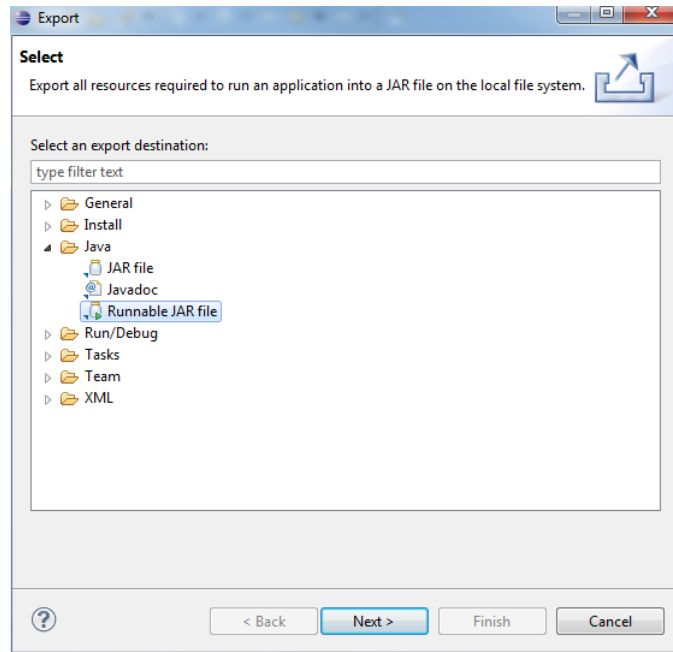 Export
Select
Export all resources required to run an application into a JAR file on the local file system.
Select an export destination:
type filter text
General
Install
Java
JAR file
Javadoc
Runnable JAR file
Run/Debug
Tasks
Team
XML
?
< Back Next > Finish Cancel